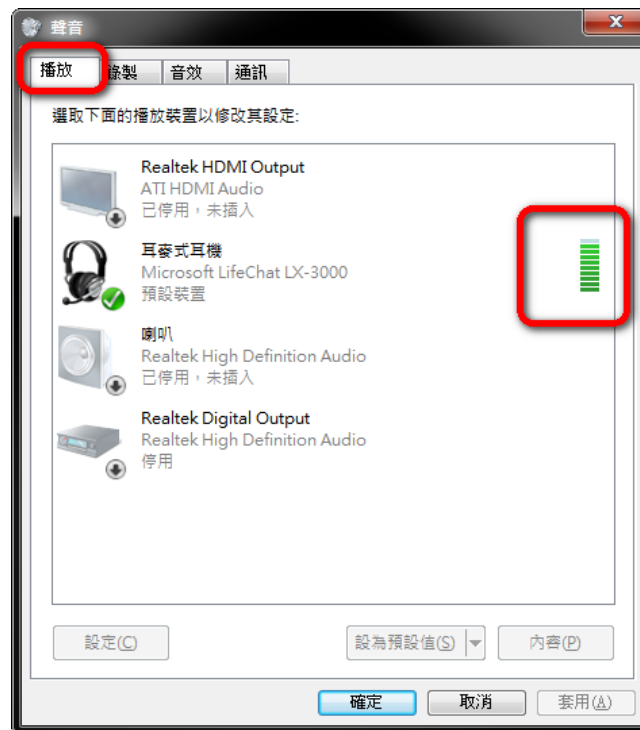 聲音
播放
錄製
音效
通訊
選取下面的播放裝置以修改其設定:
Realtek HDMI Output
ATI HDMI Audio
已停用，未插入
耳麥式耳機
Microsoft LifeChat LX-3000
預設裝置
喇叭
Realtek High Definition Audio
已停用，未插入
Realtek Digital Output
Realtek High Definition Audio
停用
設定(C)
設為預設值(S)
內容(P)
確定
取消
套用(A)